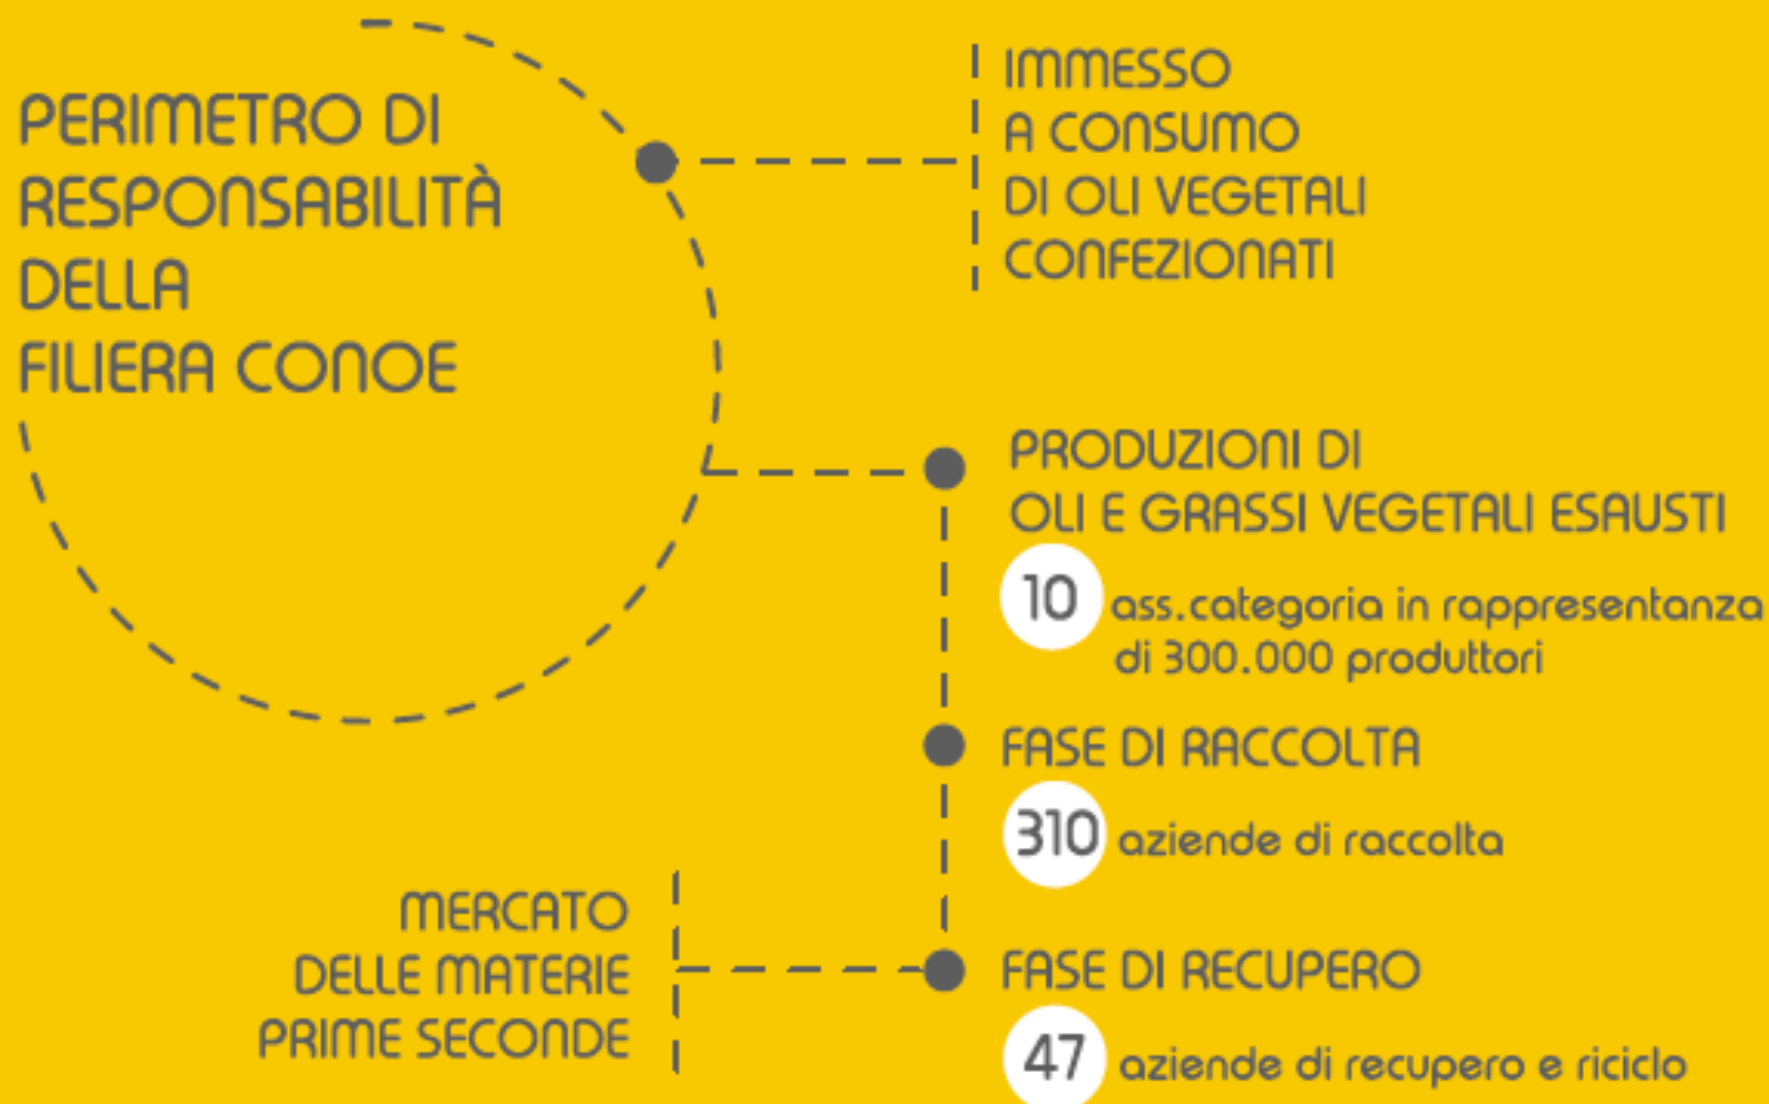 PERIMETRO DI
RESPONSABILITÀ
DELLA
FILIERA CONOE
IMMESSO
A CONSUMO
DI OLI VEGETALI
CONFEZIONATI
PRODUZIONI DI
OLI E GRASSI VEGETALI ESAUSTI
10 ass.categoria in rappresentanza
di 300.000 produttori
FASE DI RACCOLTA
310 aziende di raccolta
FASE DI RECUPERO
47 aziende di recupero e riciclo
MERCATO
DELLE MATERIE
PRIME SECONDE